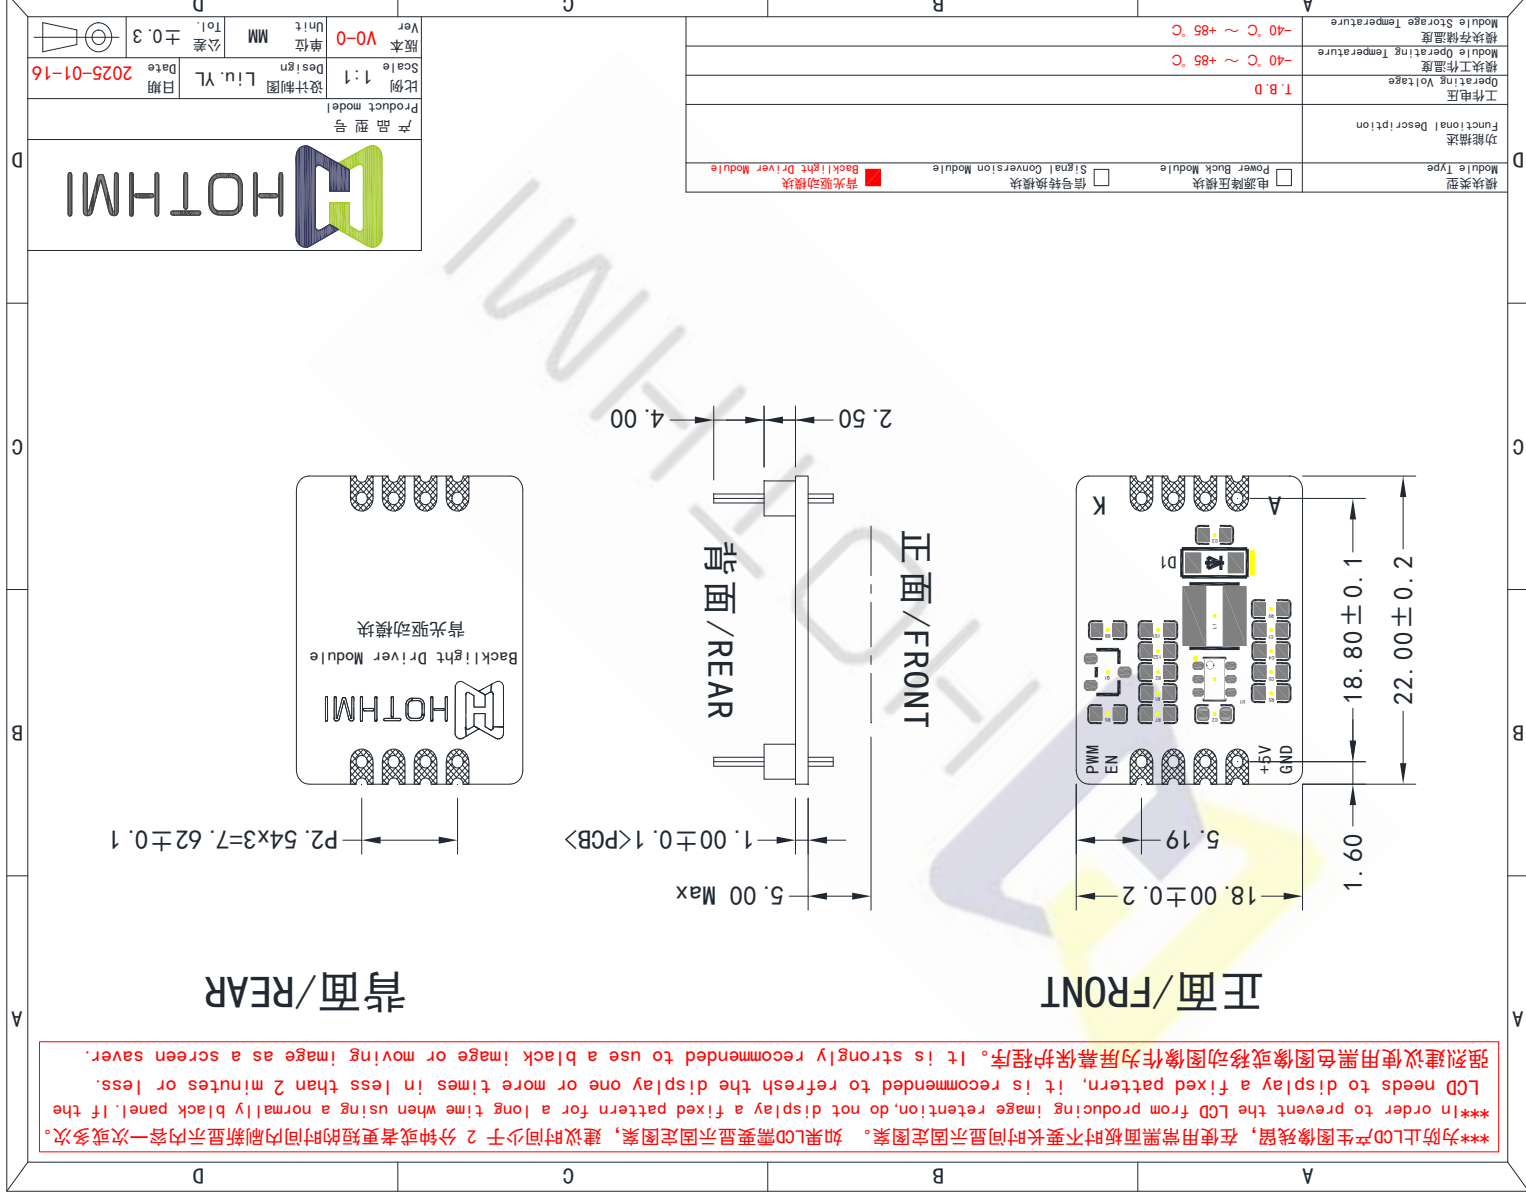 A B C D
***为防止LCD产生图像残留，在使用常黑面板时不要长时间显示固定图案。 如果LCD需要显示固定图案，建议时间少于 2 分钟或者更短的时间内刷新显示内容一次或多次。
***In order to prevent the LCD from producing image retention, do not display a fixed pattern for a long time when using a normally black panel. If the
LCD needs to display a fixed pattern, it is recommended to refresh the display one or more times in less than 2 minutes or less.
强烈建议使用黑色图像或移动图像作为屏幕保护程序。It is strongly recommended to use a black image or moving image as a screen saver.
A
A
正面/FRONT
背面/REAR
18.00±0.2
5.19
1.60
5.00 Max
1.00±0.1<PCB>
P2.54x3=7.62±0.1
B
B
GND
+5V
EN
PWM
18.80±0.1
22.00±0.2
D1
A
K
正面/FRONT
背面/REAR
HOTHMI
Backlight Driver Module
背光驱动模块
2.50
4.00
C
C
HOTHMI
模块类型
Module Type
电源降压模块
Power Buck Module
信号转换模块
Signal Conversion Module
背光驱动模块
Backlight Driver Module
功能描述
Functional Description
工作电压
Operating Voltage
T.B.D
模块工作温度
Module Operating Temperature
-40 ℃ ～ +85 ℃
模块存储温度
Module Storage Temperature
-40 ℃ ～ +85 ℃
D
D
HOTHMI
产 品 型 号
Product model
比例
Scale
1:1
设计制图
Design
Liu.YL
日期
Date
2025-01-16
版本
Ver
V0-0
单位
Unit
MM
公差
Tol.
±0.3
A B C D